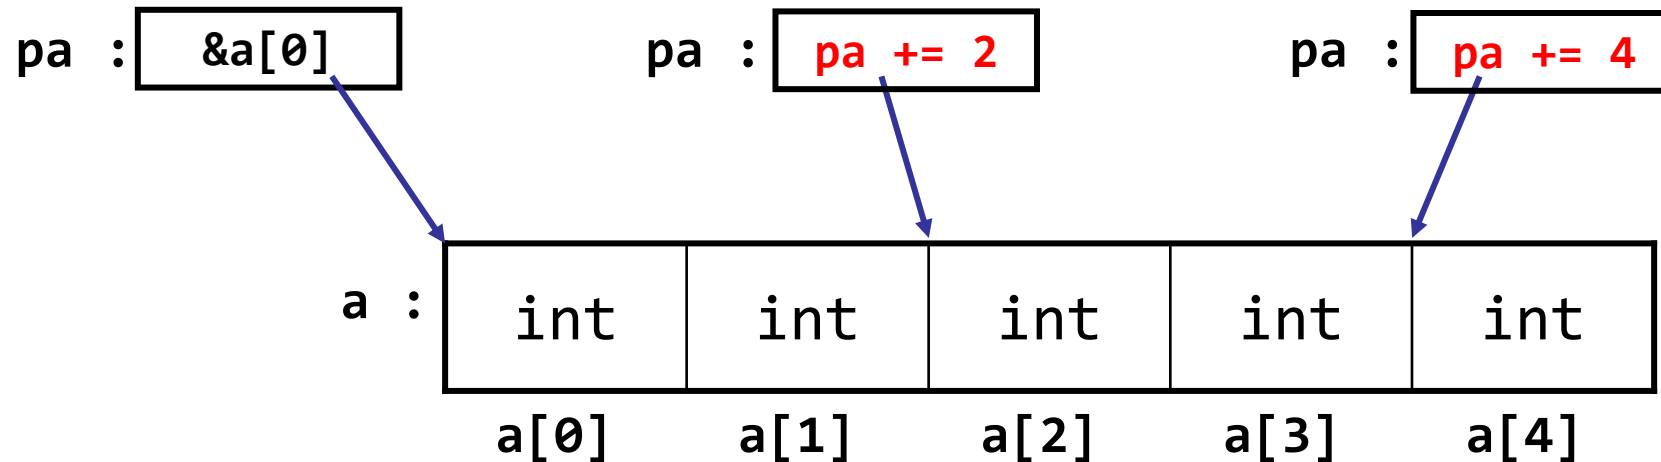 pa : &a[0] pa : pa += 2 pa : pa += 4
a : int int int int int
a[0] a[1] a[2] a[3] a[4]